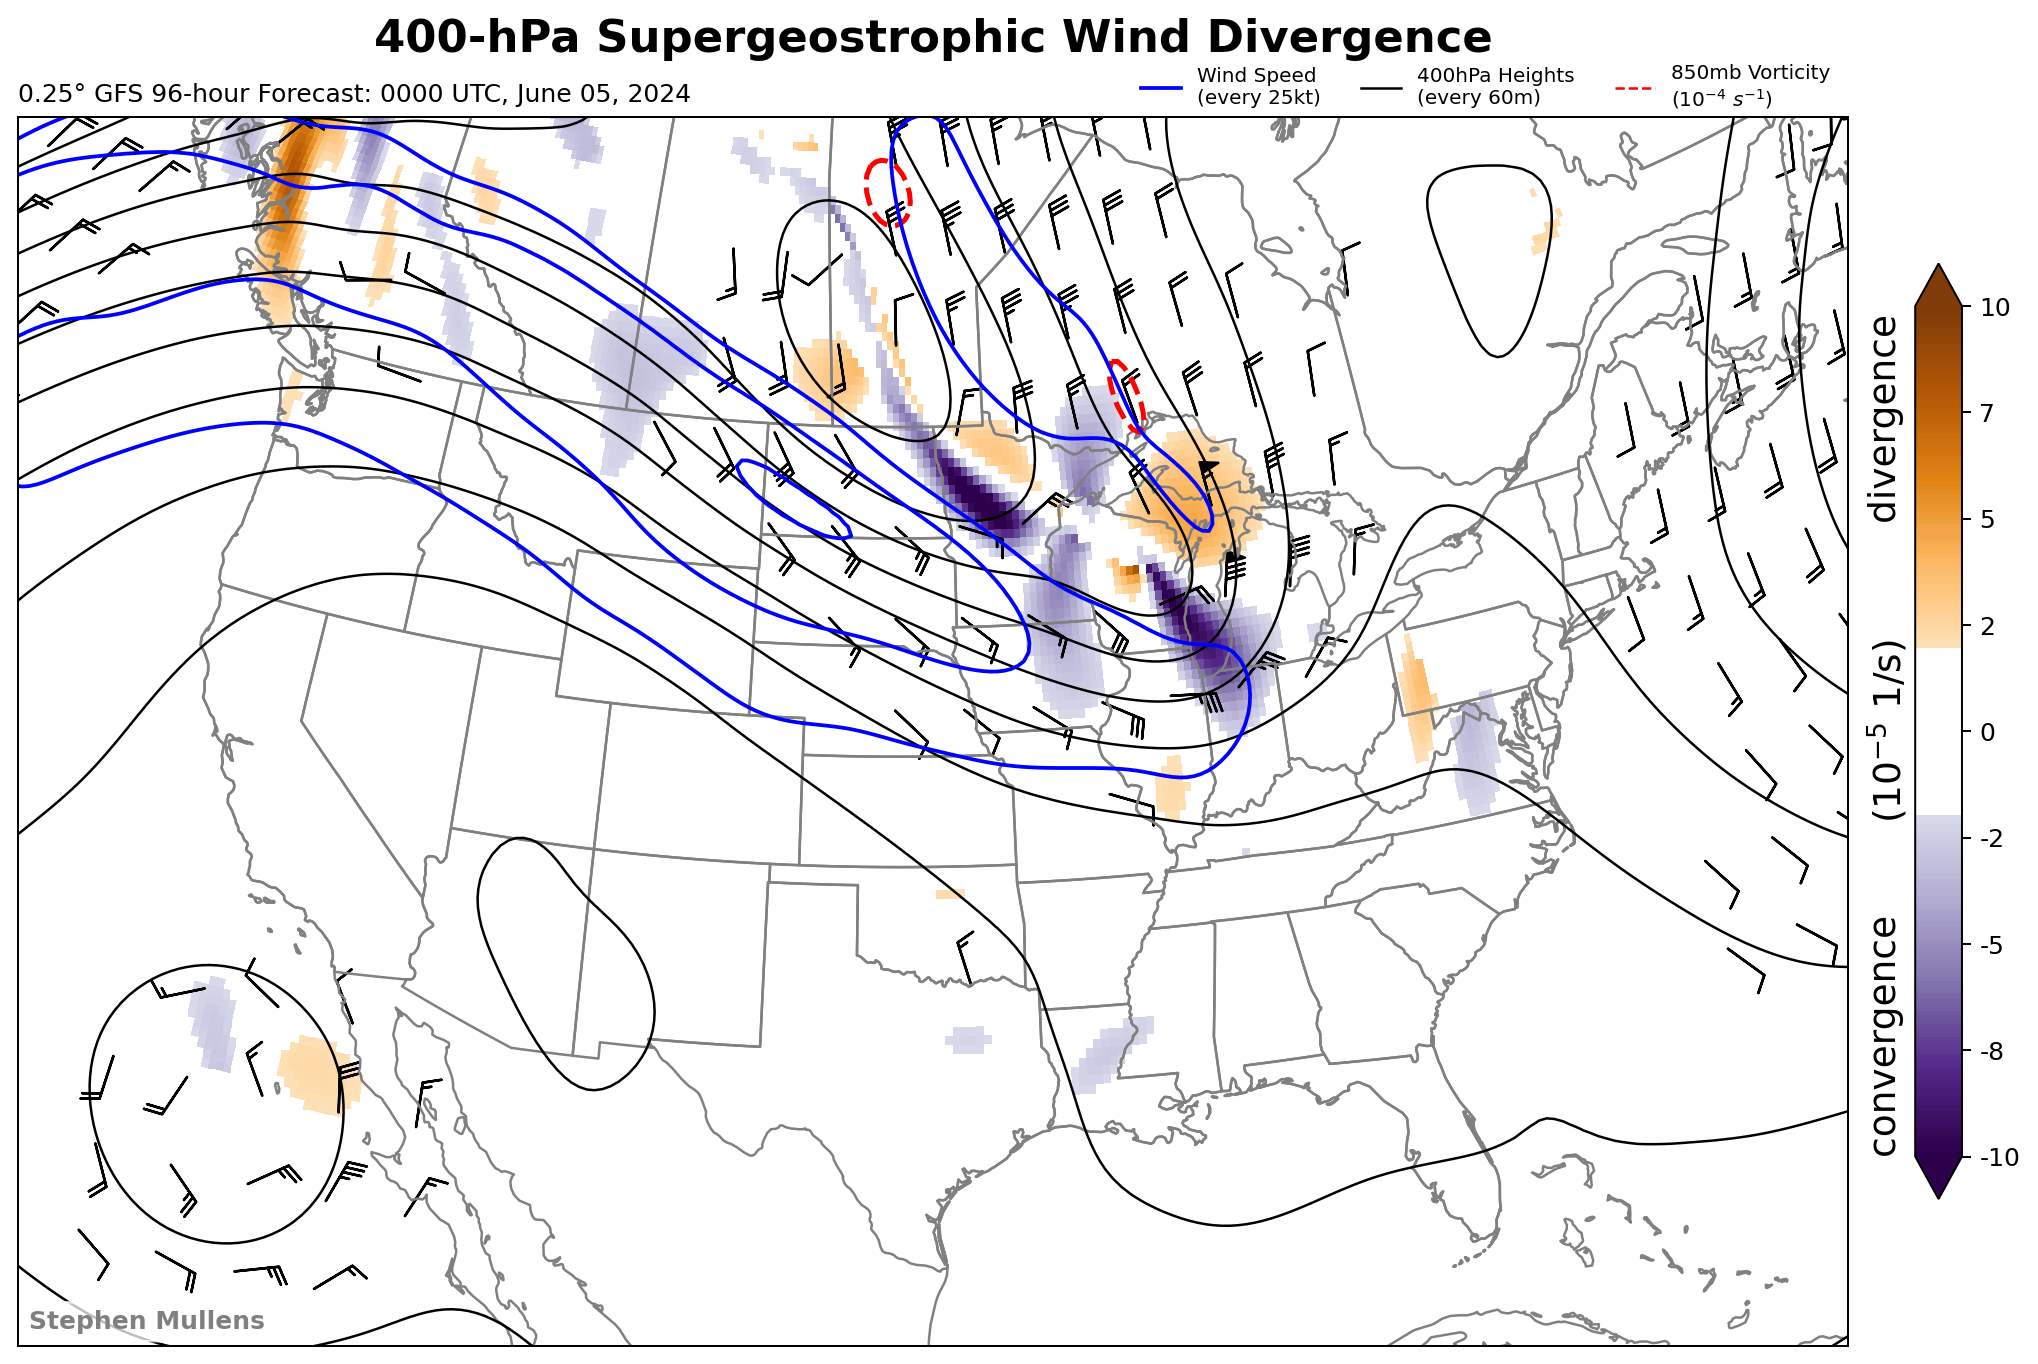 400-hPa Supergeostrophic Wind Divergence
0.25° GFS 96-hour Forecast: 0000 UTC, June 05, 2024
Wind Speed
(every 25kt)
400hPa Heights
(every 60m)
850mb Vorticity
(10⁻⁴ s⁻¹)
10
7
5
2
0
-2
-5
-8
-10
convergence (10⁻⁵ 1/s) divergence
Stephen Mullens